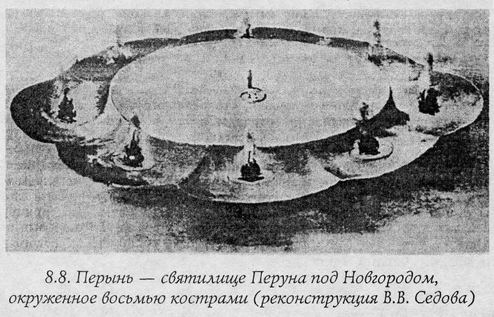 8.8. Перынь — святилище Перуна под Новгородом,
окруженное восьмью кострами (реконструкция В.В. Седова)